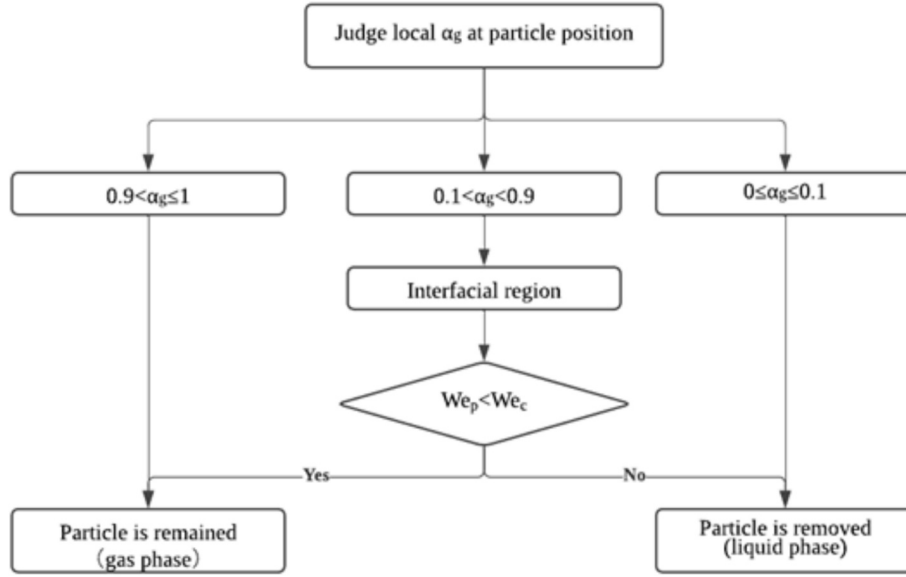 Judge local αg at particle position
0.9<αg≤1
0.1<αg<0.9
0≤αg≤0.1
Interfacial region
Wep<Wec
Yes
No
Particle is remained
（gas phase）
Particle is removed
(liquid phase)